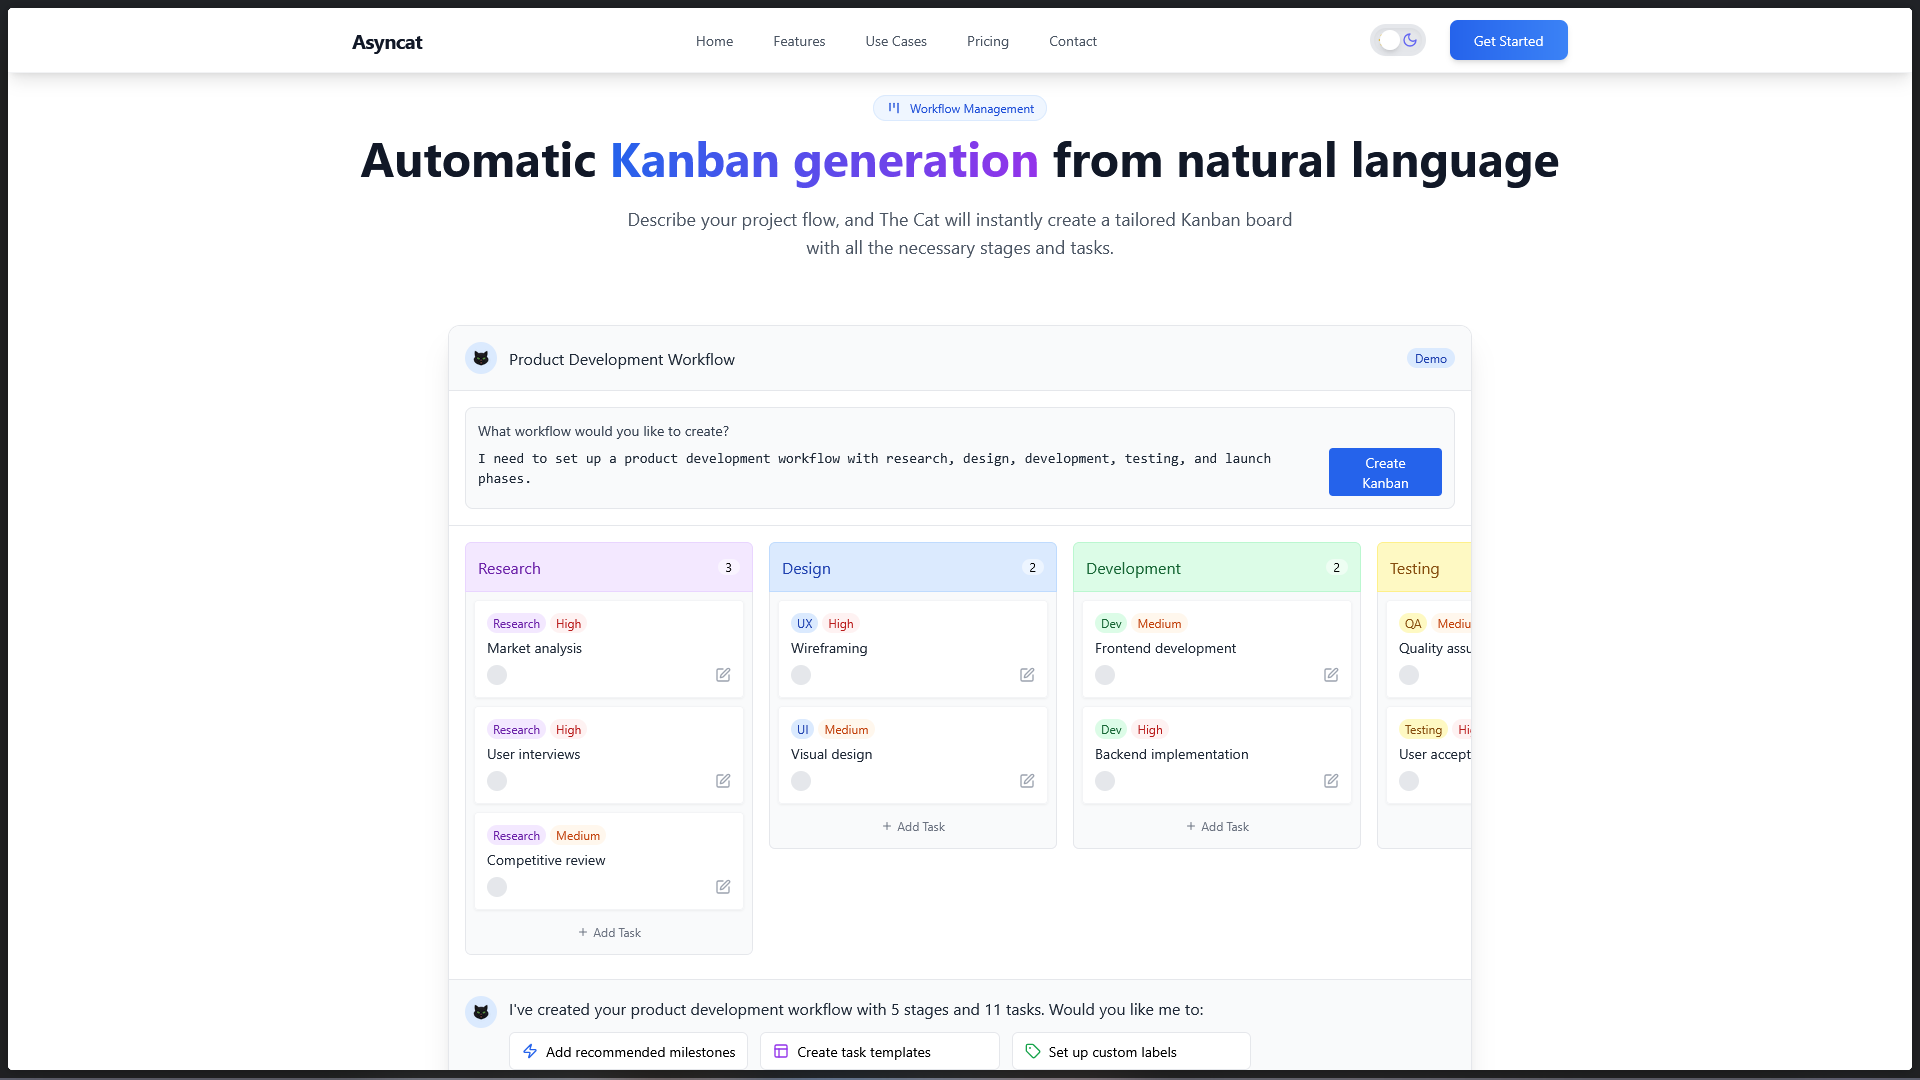 Asyncat
Home
Features
Use Cases
Pricing
Contact
Get Started
Workflow Management
Automatic Kanban generation from natural language
Describe your project flow, and The Cat will instantly create a tailored Kanban board
with all the necessary stages and tasks.
Product Development Workflow
Demo
What workflow would you like to create?
I need to set up a product development workflow with research, design, development, testing, and launch
phases.
Create
Kanban
Research
3
Research High
Market analysis
Research High
User interviews
Research Medium
Competitive review
+ Add Task
Design
2
UX High
Wireframing
UI Medium
Visual design
+ Add Task
Development
2
Dev Medium
Frontend development
Dev High
Backend implementation
+ Add Task
Testing
QA
Quality
Testing
User
I've created your product development workflow with 5 stages and 11 tasks. Would you like me to:
Add recommended milestones
Create task templates
Set up custom labels